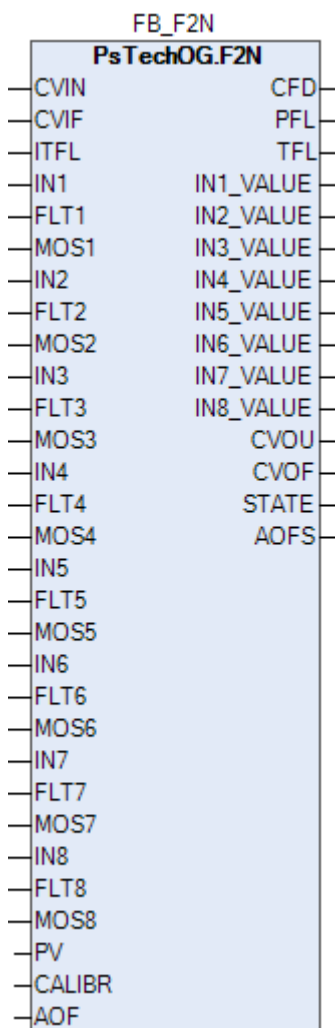 FB_F2N
PsTechOG.F2N
CVIN CFD
CVIF PFL
ITFL TFL
IN1 IN1_VALUE
FLT1 IN2_VALUE
MOS1 IN3_VALUE
IN2 IN4_VALUE
FLT2 IN5_VALUE
MOS2 IN6_VALUE
IN3 IN7_VALUE
FLT3 IN8_VALUE
MOS3 CVOU
IN4 CVOF
FLT4 STATE
MOS4 AOFS
IN5
FLT5
MOS5
IN6
FLT6
MOS6
IN7
FLT7
MOS7
IN8
FLT8
MOS8
PV
CALIBR
AOF